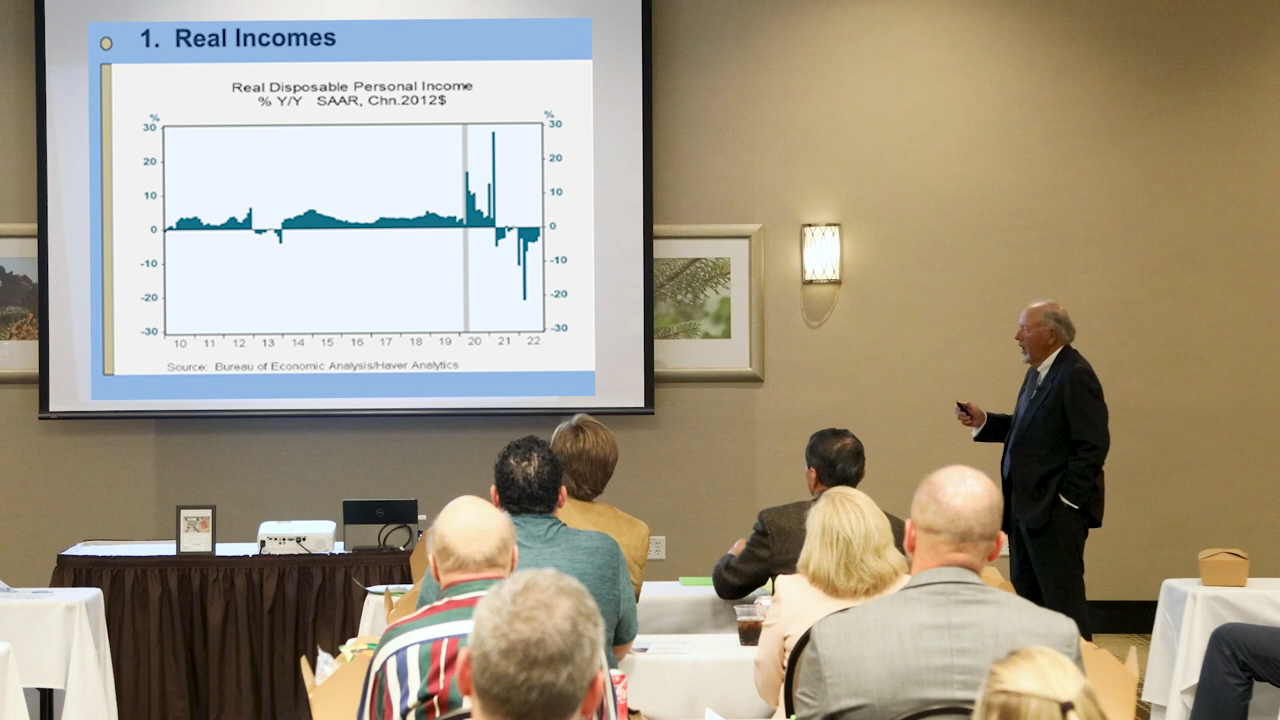 1. Real Incomes
Real Disposable Personal Income
% Y/Y SAAR, Chn.2012$
% %
30 30
20 20
10 10
0 0
-10 -10
-20 -20
-30 -30
10 11 12 13 14 15 16 17 18 19 20 21 22
Source: Bureau of Economic Analysis/Haver Analytics